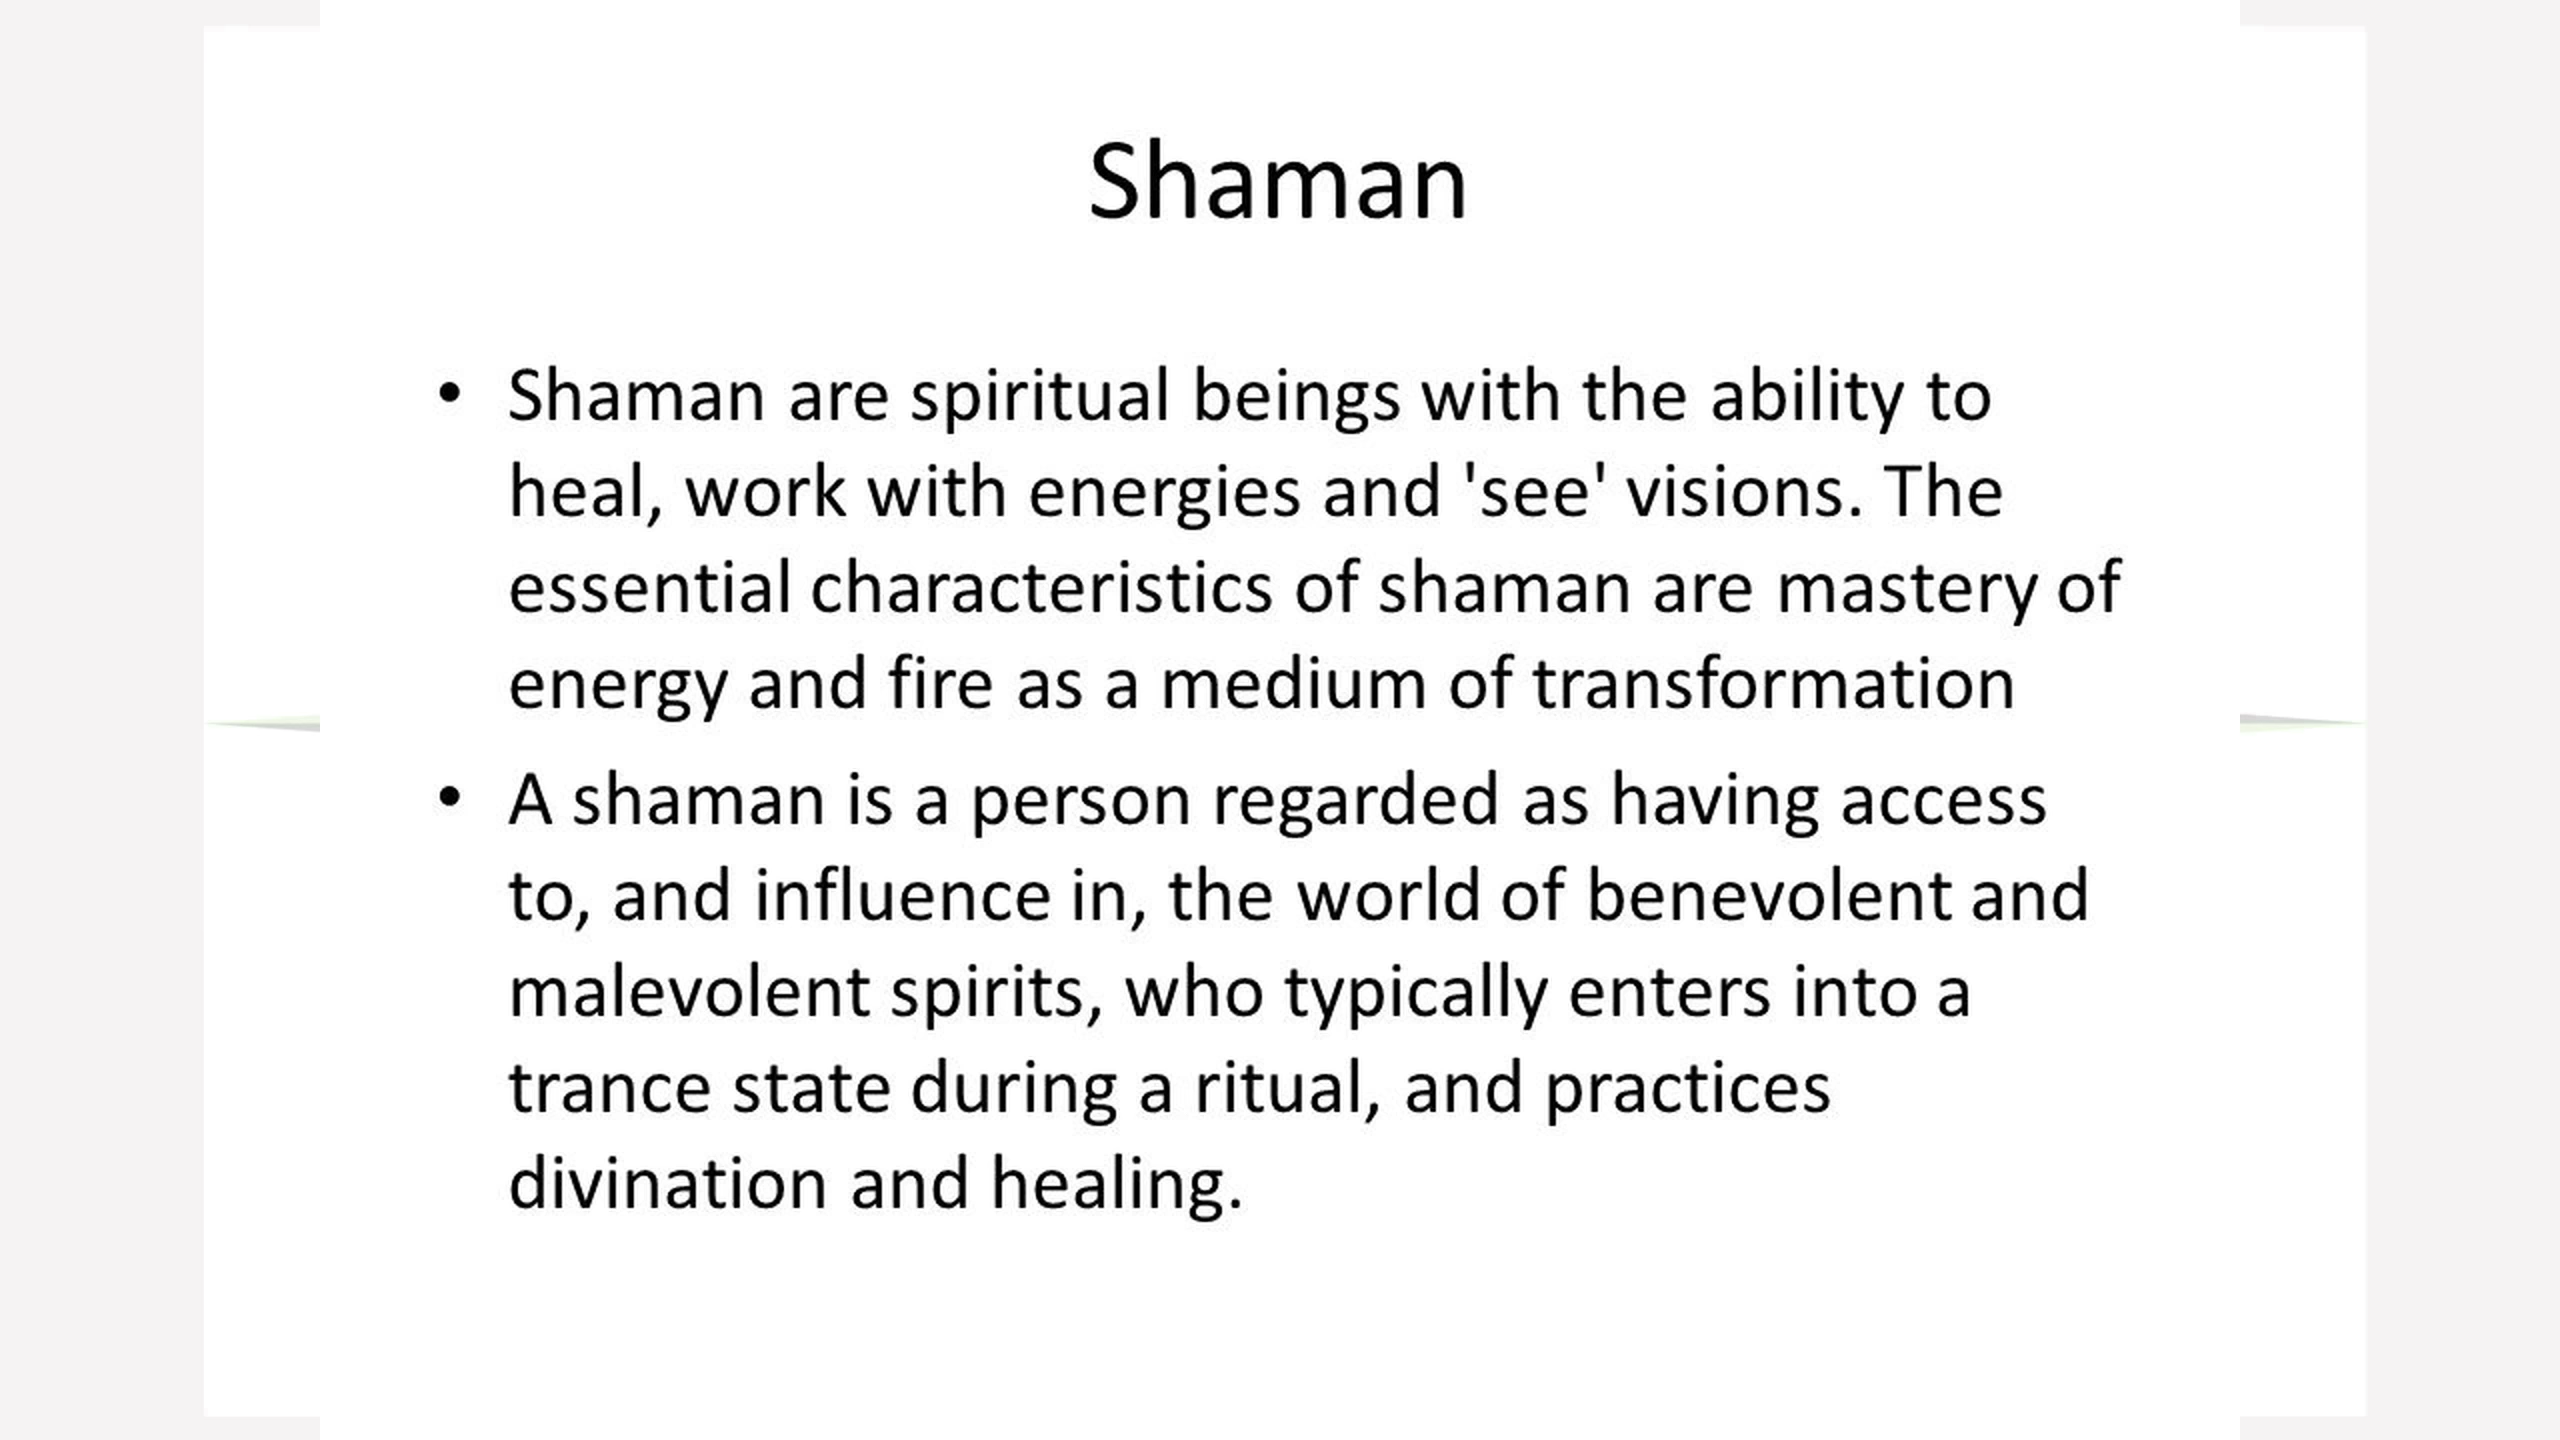 Shaman
• Shaman are spiritual beings with the ability to
heal, work with energies and 'see' visions. The
essential characteristics of shaman are mastery of
energy and fire as a medium of transformation
• A shaman is a person regarded as having access
to, and influence in, the world of benevolent and
malevolent spirits, who typically enters into a
trance state during a ritual, and practices
divination and healing.